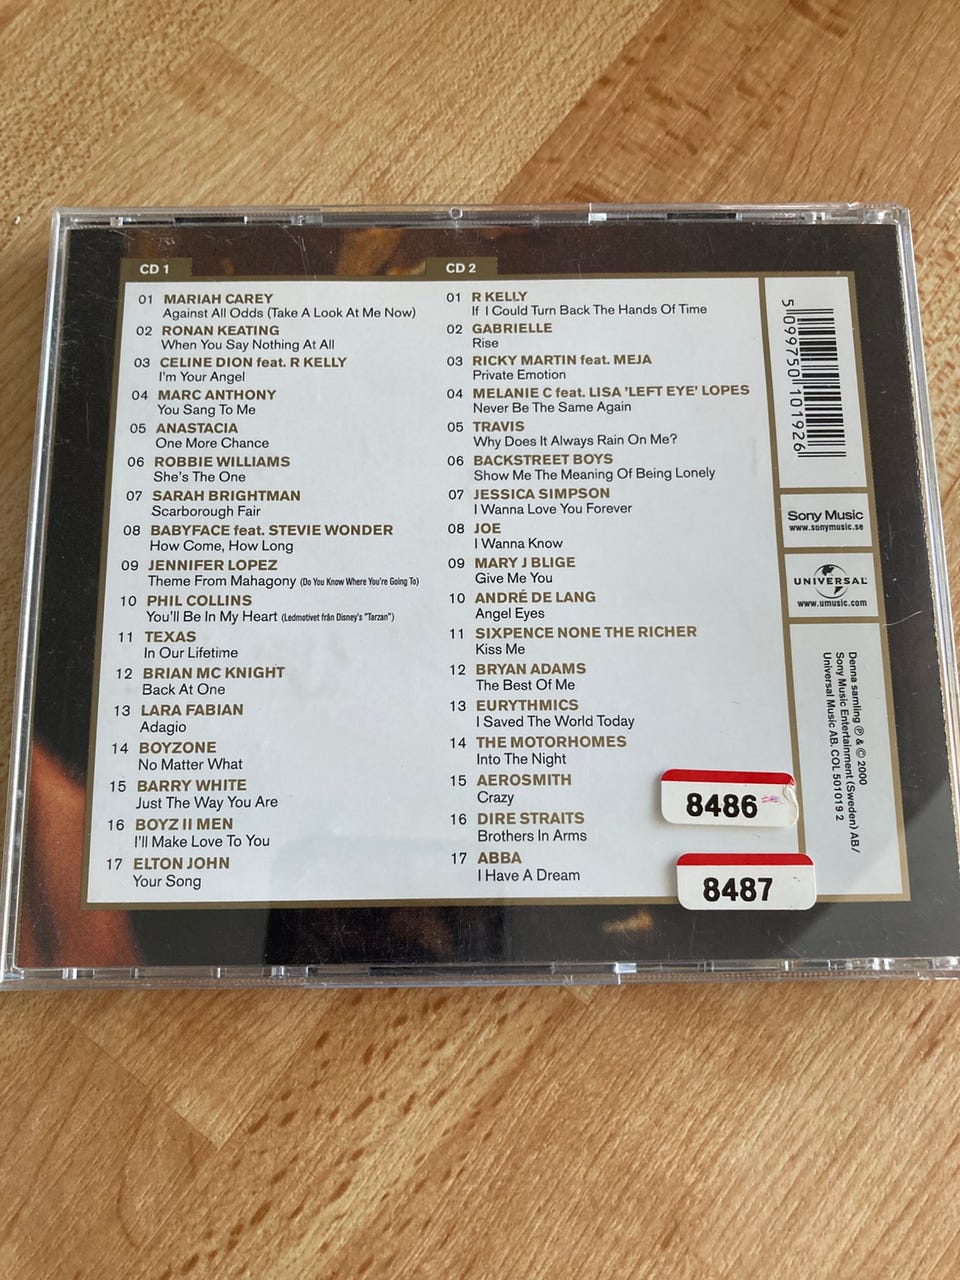 CD 1
01 MARIAH CAREY
Against All Odds (Take A Look At Me Now)
02 RONAN KEATING
When You Say Nothing At All
03 CELINE DION feat. R KELLY
I'm Your Angel
04 MARC ANTHONY
You Sang To Me
05 ANASTACIA
One More Chance
06 ROBBIE WILLIAMS
She's The One
07 SARAH BRIGHTMAN
Scarborough Fair
08 BABYFACE feat. STEVIE WONDER
How Come, How Long
09 JENNIFER LOPEZ
Theme From Mahagony (Do You Know Where You're Going To)
10 PHIL COLLINS
You'll Be In My Heart (Ledmotivet från Disney's "Tarzan")
11 TEXAS
In Our Lifetime
12 BRIAN MC KNIGHT
Back At One
13 LARA FABIAN
Adagio
14 BOYZONE
No Matter What
15 BARRY WHITE
Just The Way You Are
16 BOYZ II MEN
I'll Make Love To You
17 ELTON JOHN
Your Song
CD 2
01 R KELLY
If I Could Turn Back The Hands Of Time
02 GABRIELLE
Rise
03 RICKY MARTIN feat. MEJA
Private Emotion
04 MELANIE C feat. LISA 'LEFT EYE' LOPES
Never Be The Same Again
05 TRAVIS
Why Does It Always Rain On Me?
06 BACKSTREET BOYS
Show Me The Meaning Of Being Lonely
07 JESSICA SIMPSON
I Wanna Love You Forever
08 JOE
I Wanna Know
09 MARY J BLIGE
Give Me You
10 ANDRÉ DE LANG
Angel Eyes
11 SIXPENCE NONE THE RICHER
Kiss Me
12 BRYAN ADAMS
The Best Of Me
13 EURYTHMICS
I Saved The World Today
14 THE MOTORHOMES
Into The Night
15 AEROSMITH
Crazy
16 DIRE STRAITS
Brothers In Arms
17 ABBA
I Have A Dream
5 099750 101926
Sony Music
www.sonymusic.se
UNIVERSAL
www.umusic.com
Denna samling ℗ & © 2000
Sony Music Entertainment (Sweden) AB/
Universal Music AB. COL 501019 2
8486
8487